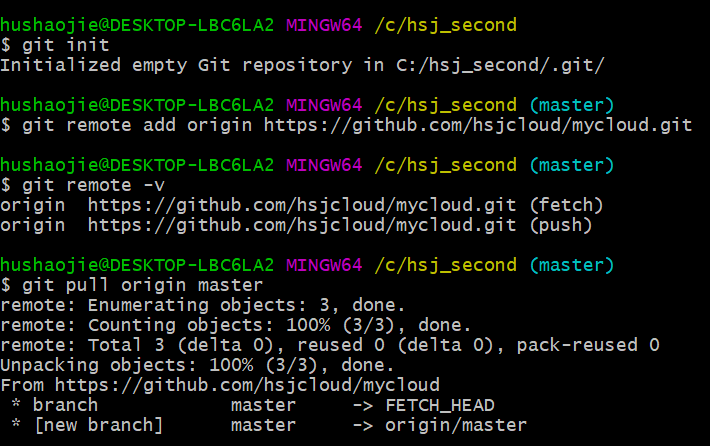 hushaojie@DESKTOP-LBC6LA2 MINGW64 /c/hsj_second
$ git init
Initialized empty Git repository in C:/hsj_second/.git/
hushaojie@DESKTOP-LBC6LA2 MINGW64 /c/hsj_second (master)
$ git remote add origin https://github.com/hsjcloud/mycloud.git
hushaojie@DESKTOP-LBC6LA2 MINGW64 /c/hsj_second (master)
$ git remote -v
origin  https://github.com/hsjcloud/mycloud.git (fetch)
origin  https://github.com/hsjcloud/mycloud.git (push)
hushaojie@DESKTOP-LBC6LA2 MINGW64 /c/hsj_second (master)
$ git pull origin master
remote: Enumerating objects: 3, done.
remote: Counting objects: 100% (3/3), done.
remote: Total 3 (delta 0), reused 0 (delta 0), pack-reused 0
Unpacking objects: 100% (3/3), done.
From https://github.com/hsjcloud/mycloud
 * branch            master     -> FETCH_HEAD
 * [new branch]      master     -> origin/master